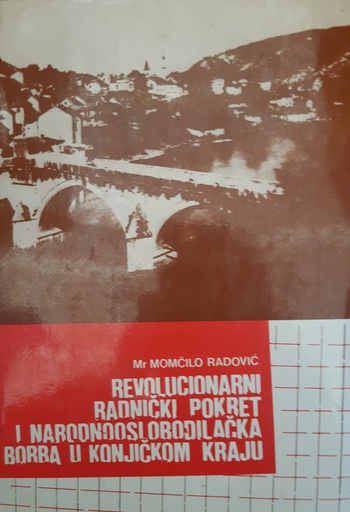 Mr MOMČILO RADOVIĆ
REVOLUCIONARNI
RADNIČKI POKRET
I NARODNOOSLOBODILAČKA
BORBA U KONJIČKOM KRAJU